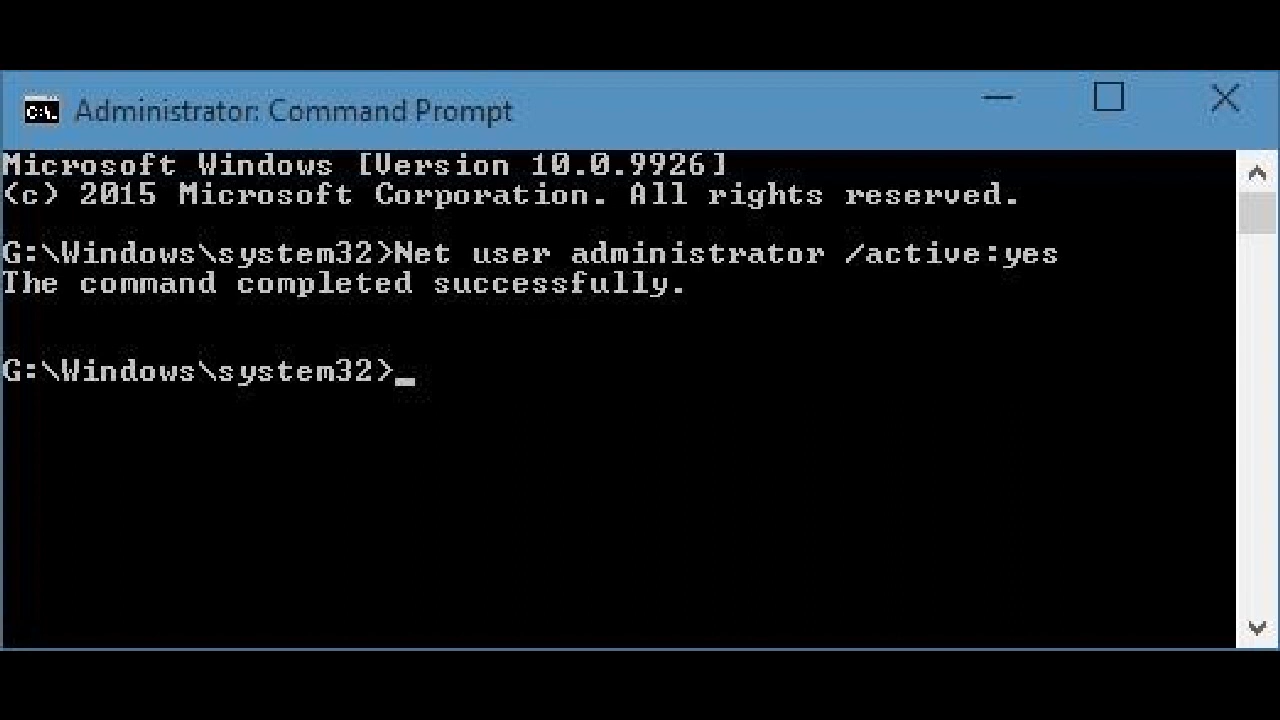 Administrator: Command Prompt
Microsoft Windows [Version 10.0.9926]
(c) 2015 Microsoft Corporation. All rights reserved.
G:\Windows\system32>Net user administrator /active:yes
The command completed successfully.
G:\Windows\system32>_